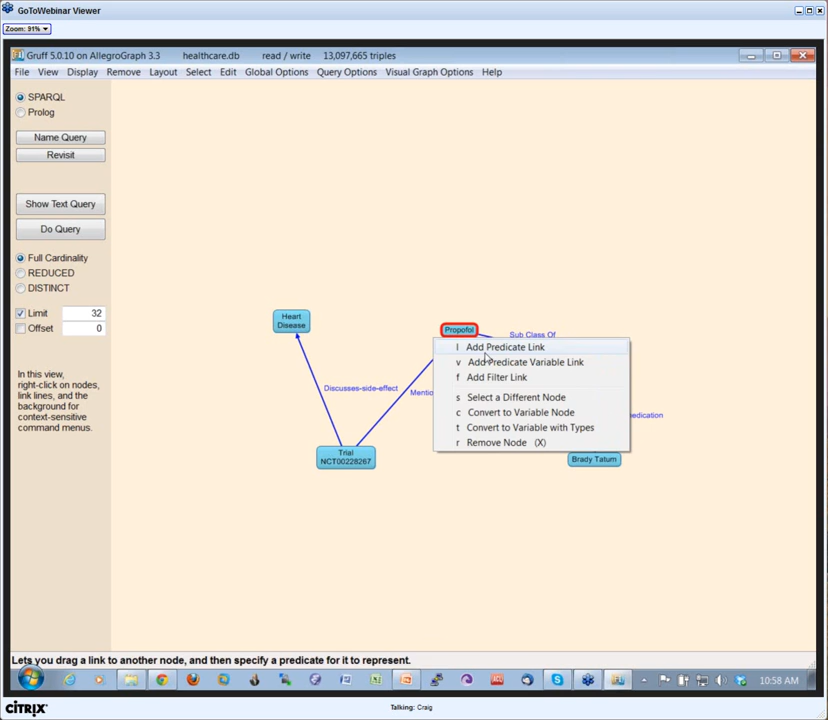 GoToWebinar Viewer
Zoom: 91%
Gruff 5.0.10 on AllegroGraph 3.3 healthcare.db read / write 13,097,665 triples
File View Display Remove Layout Select Edit Global Options Query Options Visual Graph Options Help
SPARQL
Prolog
Name Query
Revisit
Show Text Query
Do Query
Full Cardinality
REDUCED
DISTINCT
Limit 32
Offset 0
In this view,
right-click on nodes,
link lines, and the
background for
context-sensitive
command menus.
Heart
Disease
Propofol
Sub Class Of
l Add Predicate Link
v Add Predicate Variable Link
f Add Filter Link
s Select a Different Node
c Convert to Variable Node
t Convert to Variable with Types
r Remove Node (X)
Discusses-side-effect
Mentio
edication
Trial
NCT00228267
Brady Tatum
Lets you drag a link to another node, and then specify a predicate for it to represent.
10:58 AM
CITRIX
Talking: Craig